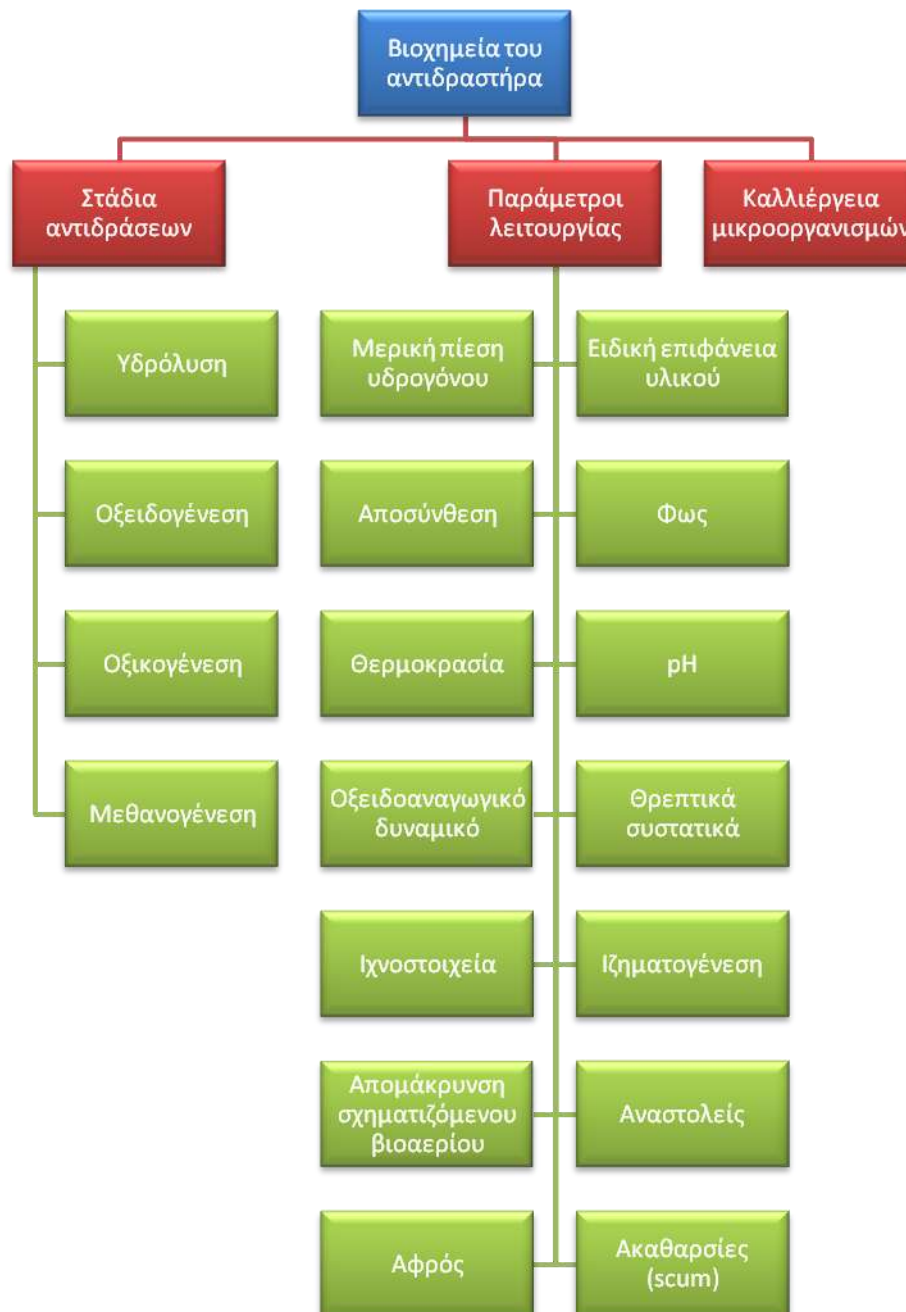 Βιοχημεία του
αντιδραστήρα
Στάδια
αντιδράσεων
Παράμετροι
λειτουργίας
Καλλιέργεια
μικροοργανισμών
Υδρόλυση
Οξειδογένεση
Οξικογένεση
Μεθανογένεση
Μερική πίεση
υδρογόνου
Ειδική επιφάνεια
υλικού
Αποσύνθεση
Φως
Θερμοκρασία
pH
Οξειδοαναγωγικό
δυναμικό
Θρεπτικά
συστατικά
Ιχνοστοιχεία
Ιζηματογένεση
Απομάκρυνση
σχηματιζόμενου
βιοαερίου
Αναστολείς
Αφρός
Ακαθαρσίες
(scum)